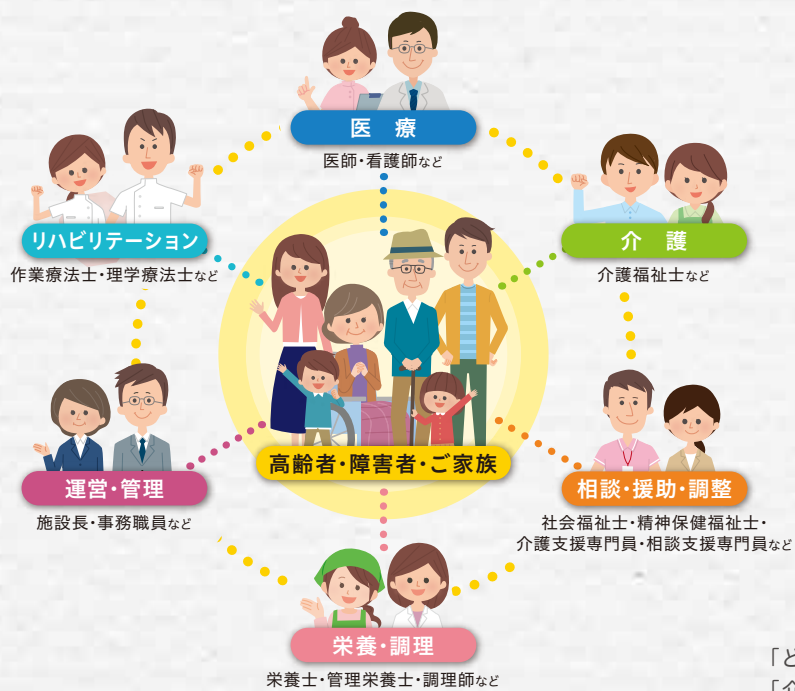 医 療
医師・看護師など
リハビリテーション
作業療法士・理学療法士など
介 護
介護福祉士など
高齢者・障害者・ご家族
運営・管理
施設長・事務職員など
相談・援助・調整
社会福祉士・精神保健福祉士・
介護支援専門員・相談支援専門員など
栄養・調理
栄養士・管理栄養士・調理師など
「ど